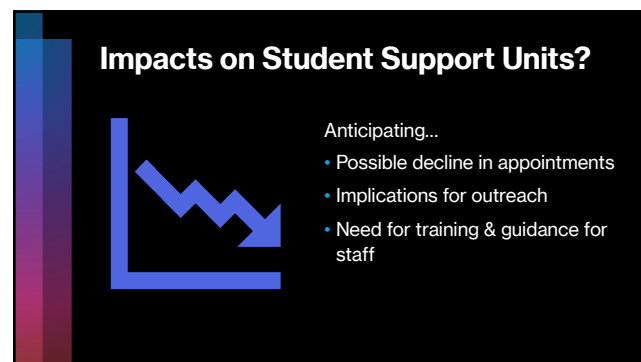 Impacts on Student Support Units?
Anticipating...
• Possible decline in appointments
• Implications for outreach
• Need for training & guidance for
staff